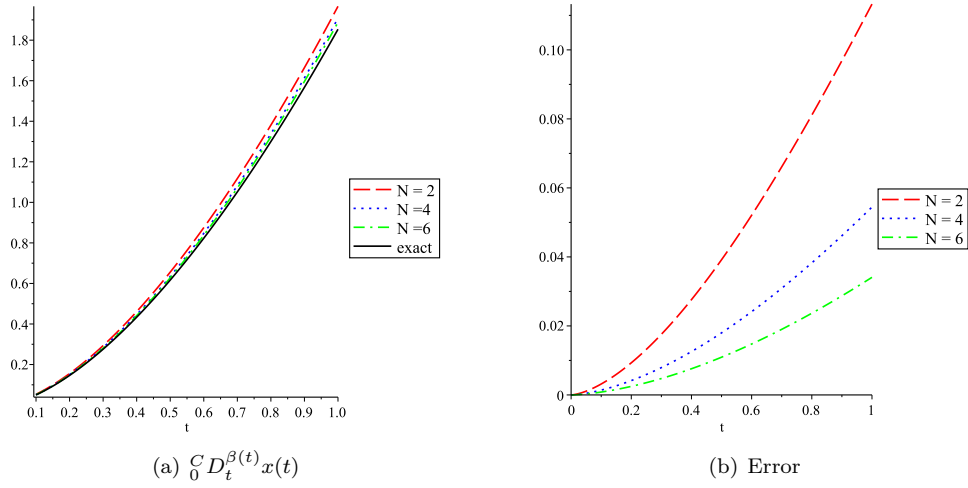 1.8
1.6
1.4
1.2
1.0
0.8
0.6
0.4
0.2
0.1 0.2 0.3 0.4 0.5 0.6 0.7 0.8 0.9 1.0
t
N = 2
N =4
N =6
exact
(a) ${}_0^C D_t^{\beta(t)} x(t)$
0.10
0.08
0.06
0.04
0.02
0
0 0.2 0.4 0.6 0.8 1
t
N = 2
N = 4
N = 6
(b) Error